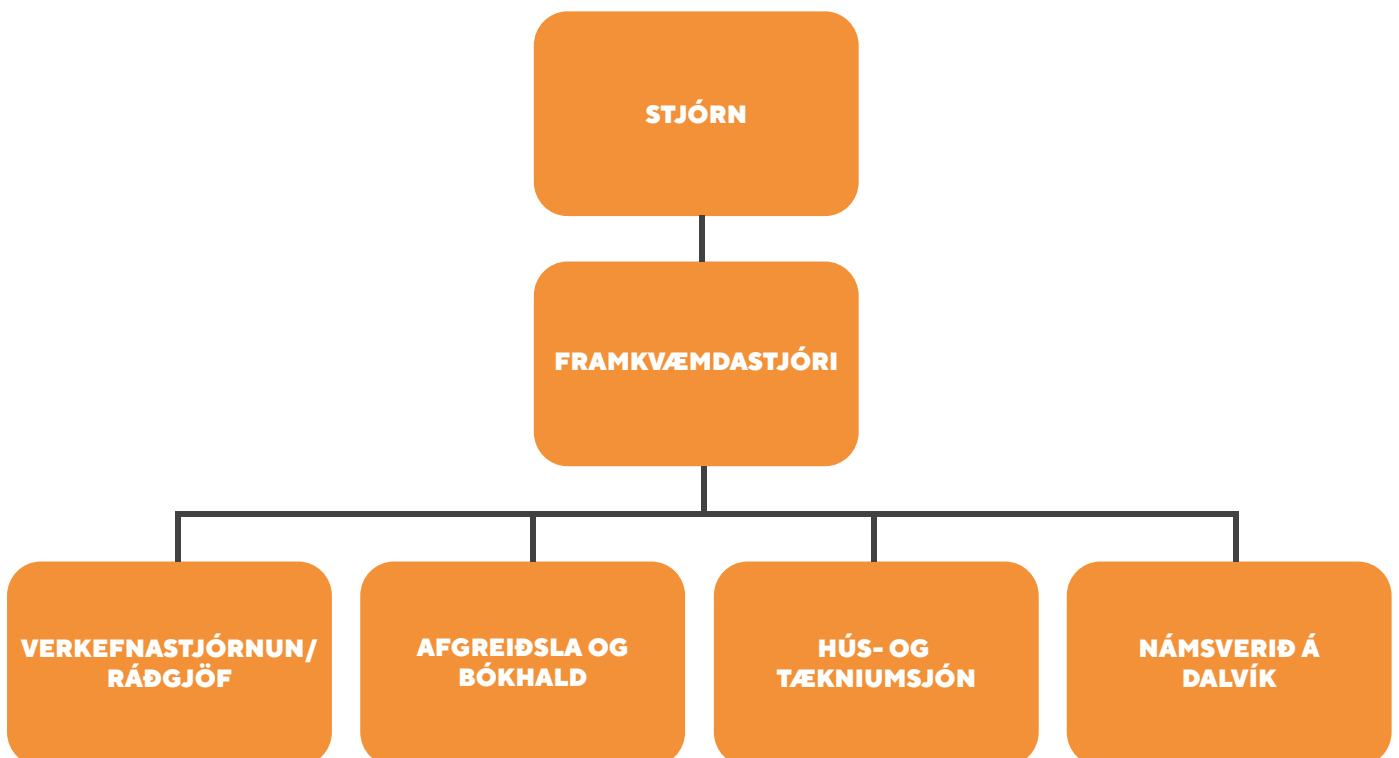 STJÓRN
FRAMKVÆMDASTJÓRI
VERKEFNASTJÓRNUN/
RÁÐGJÖF
AFGREIÐSLA OG
BÓKHALD
HÚS- OG
TÆKNIUMSJÓN
NÁMSVERIÐ Á
DALVÍK